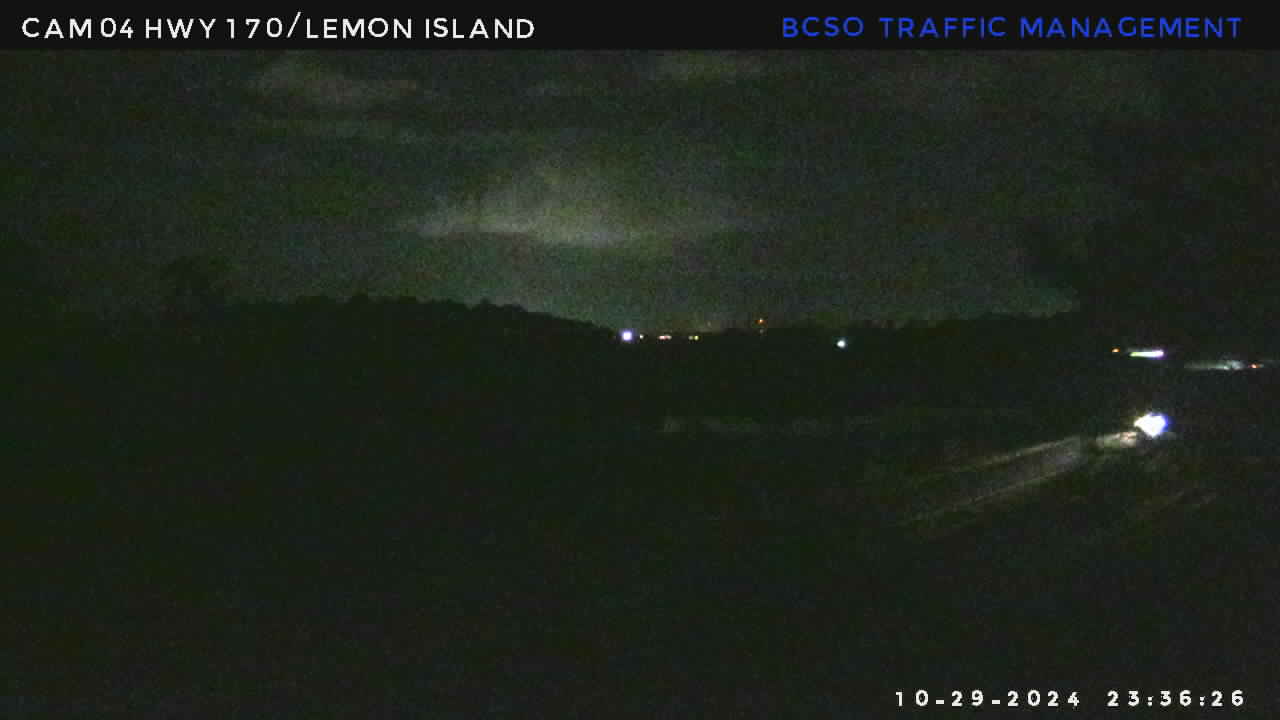 CAM04 HWY 170/LEMON ISLAND
BCSO TRAFFIC MANAGEMENT
10-29-2024 23:36:26